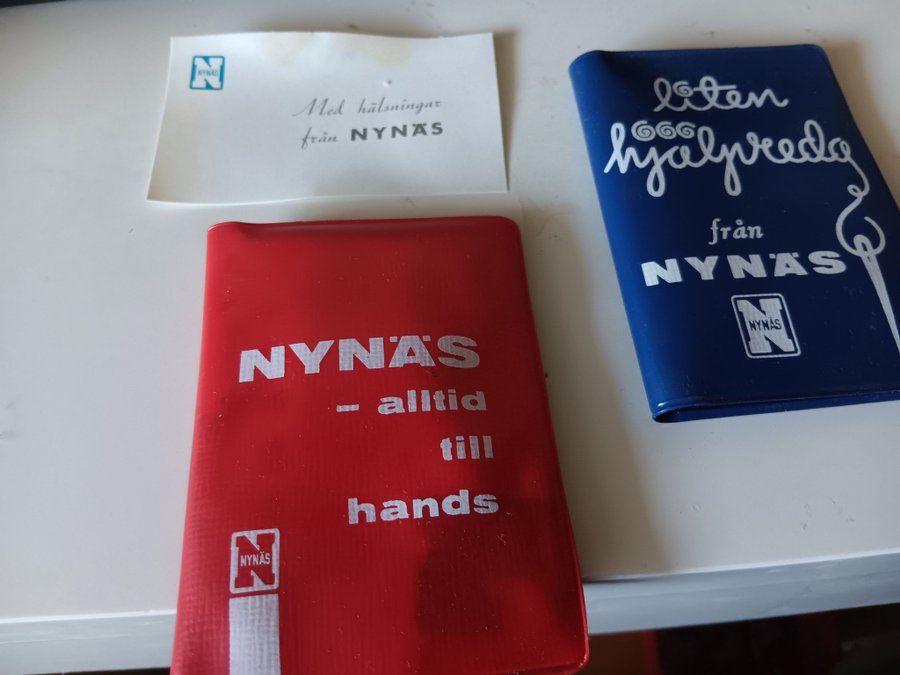 NYNÄS
Med hälsningar
från NYNÄS
liten
hjälpreda
från
NYNÄS
NYNÄS
NYNÄS
– alltid
till
hands
NYNÄS